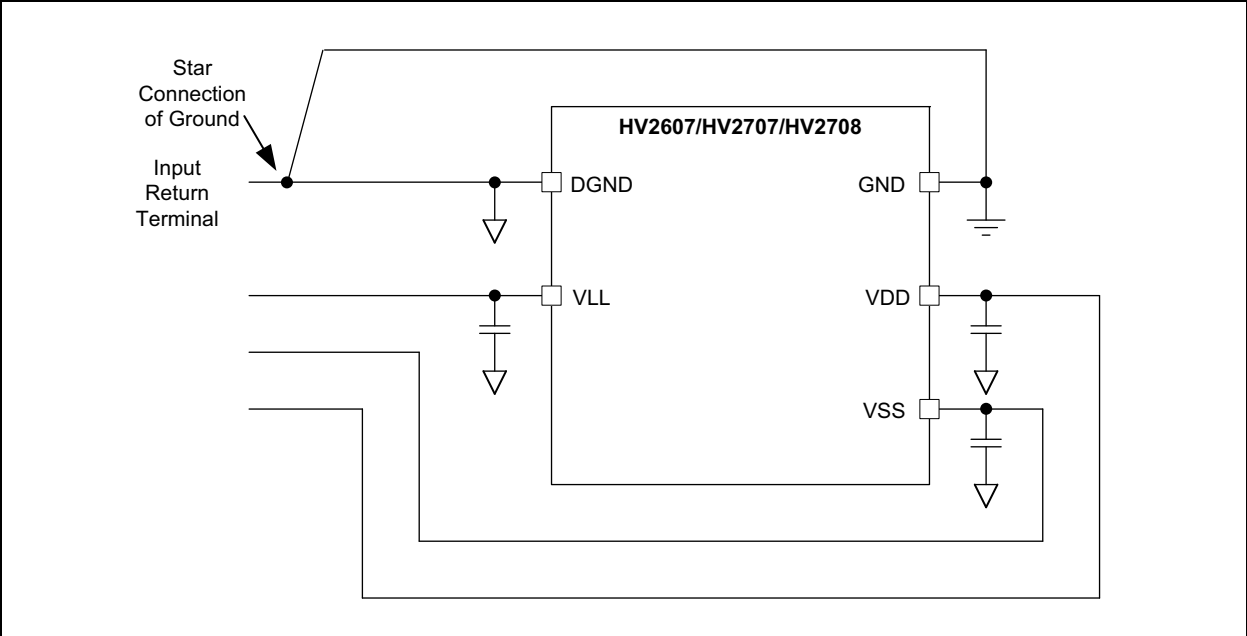 Star
Connection
of Ground
Input
Return
Terminal
HV2607/HV2707/HV2708
DGND
GND
VLL
VDD
VSS